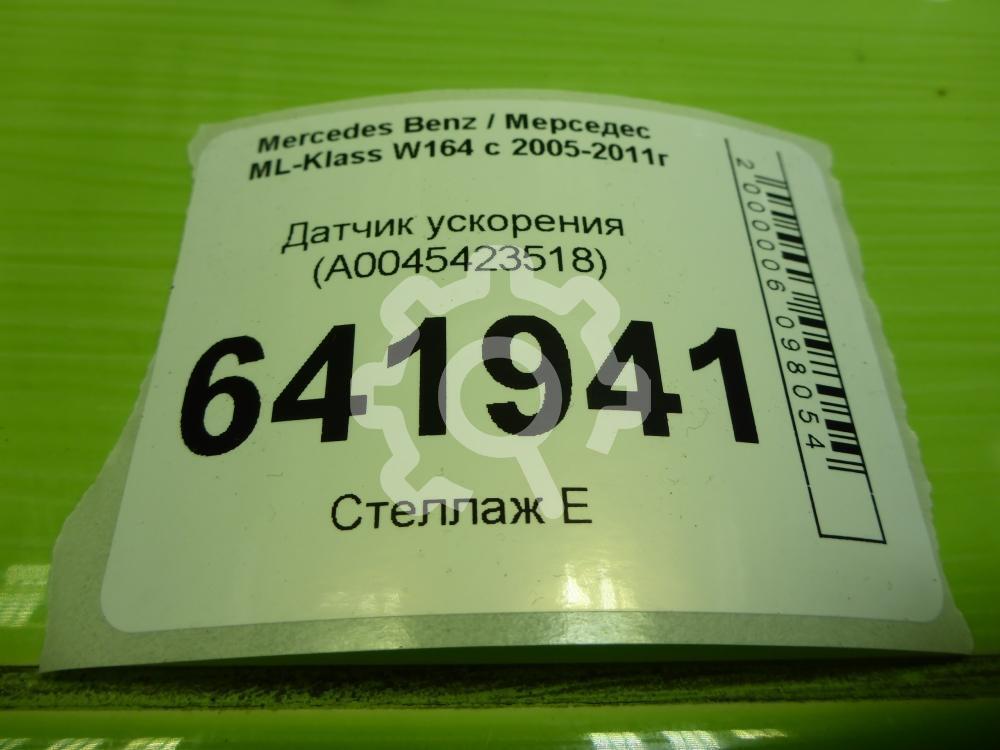 Mercedes Benz / Мерседес
ML-Klass W164 с 2005-2011г
Датчик ускорения
(A0045423518)
641941
Стеллаж Е
2000006098054